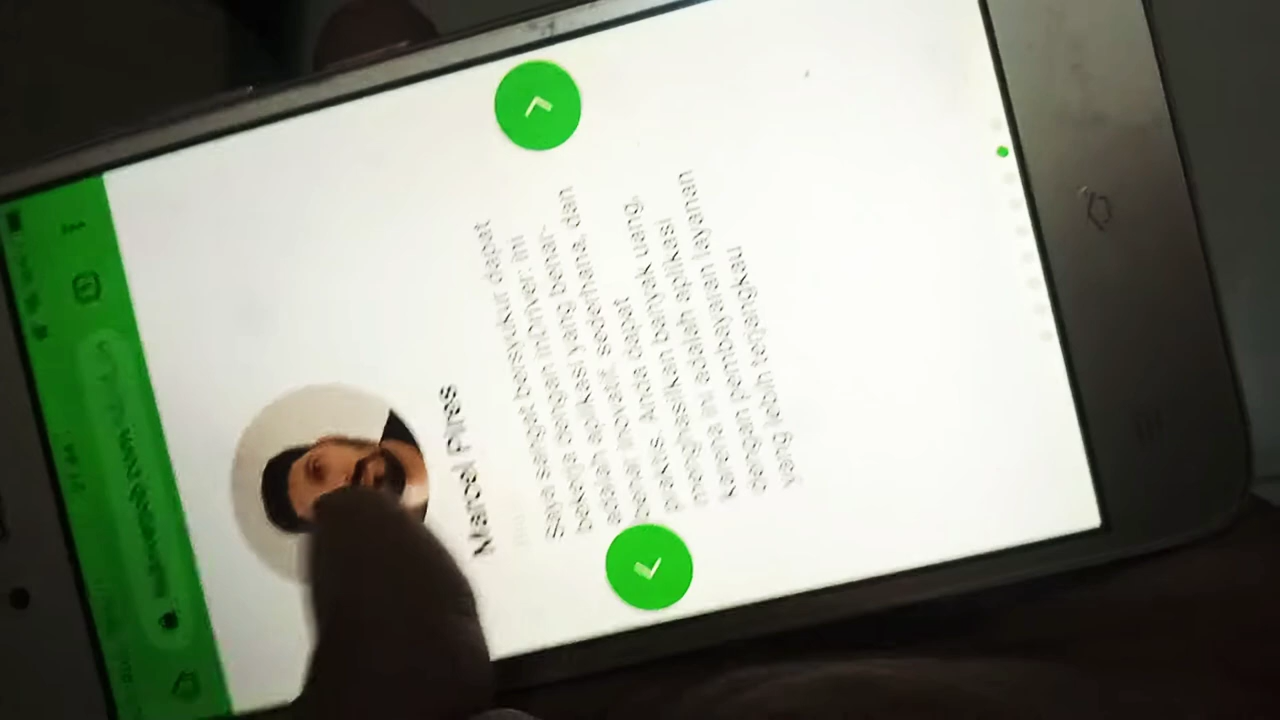 Marcel Pires
Saya sangat bersyukur dapat
bekerja dengan inDriver: ini
adalah aplikasi yang benar-
benar inovatif, sederhana, dan
praktis. Anda dapat
menghasilkan banyak uang,
karena ini adalah aplikasi
dengan pembayaran layanan
yang lebih terjangkau